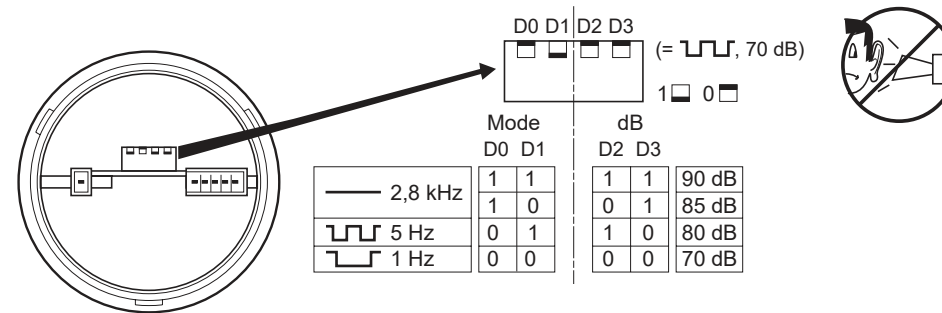 D0 D1 D2 D3
(= , 70 dB)
1 0
Mode dB
D0 D1 D2 D3
2,8 kHz 1 1 1 1 90 dB
1 0 0 1 85 dB
5 Hz 0 1 1 0 80 dB
1 Hz 0 0 0 0 70 dB